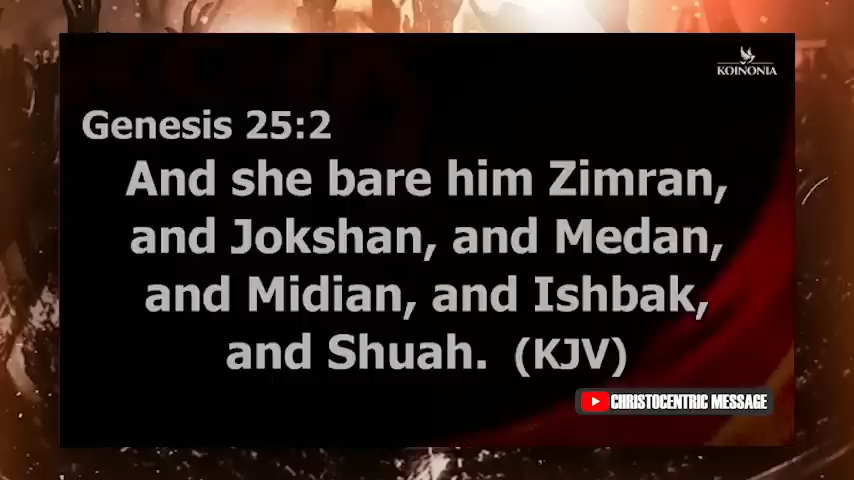 KOINONIA
Genesis 25:2
And she bare him Zimran,
and Jokshan, and Medan,
and Midian, and Ishbak,
and Shuah. (KJV)
CHRISTOCENTRIC MESSAGE